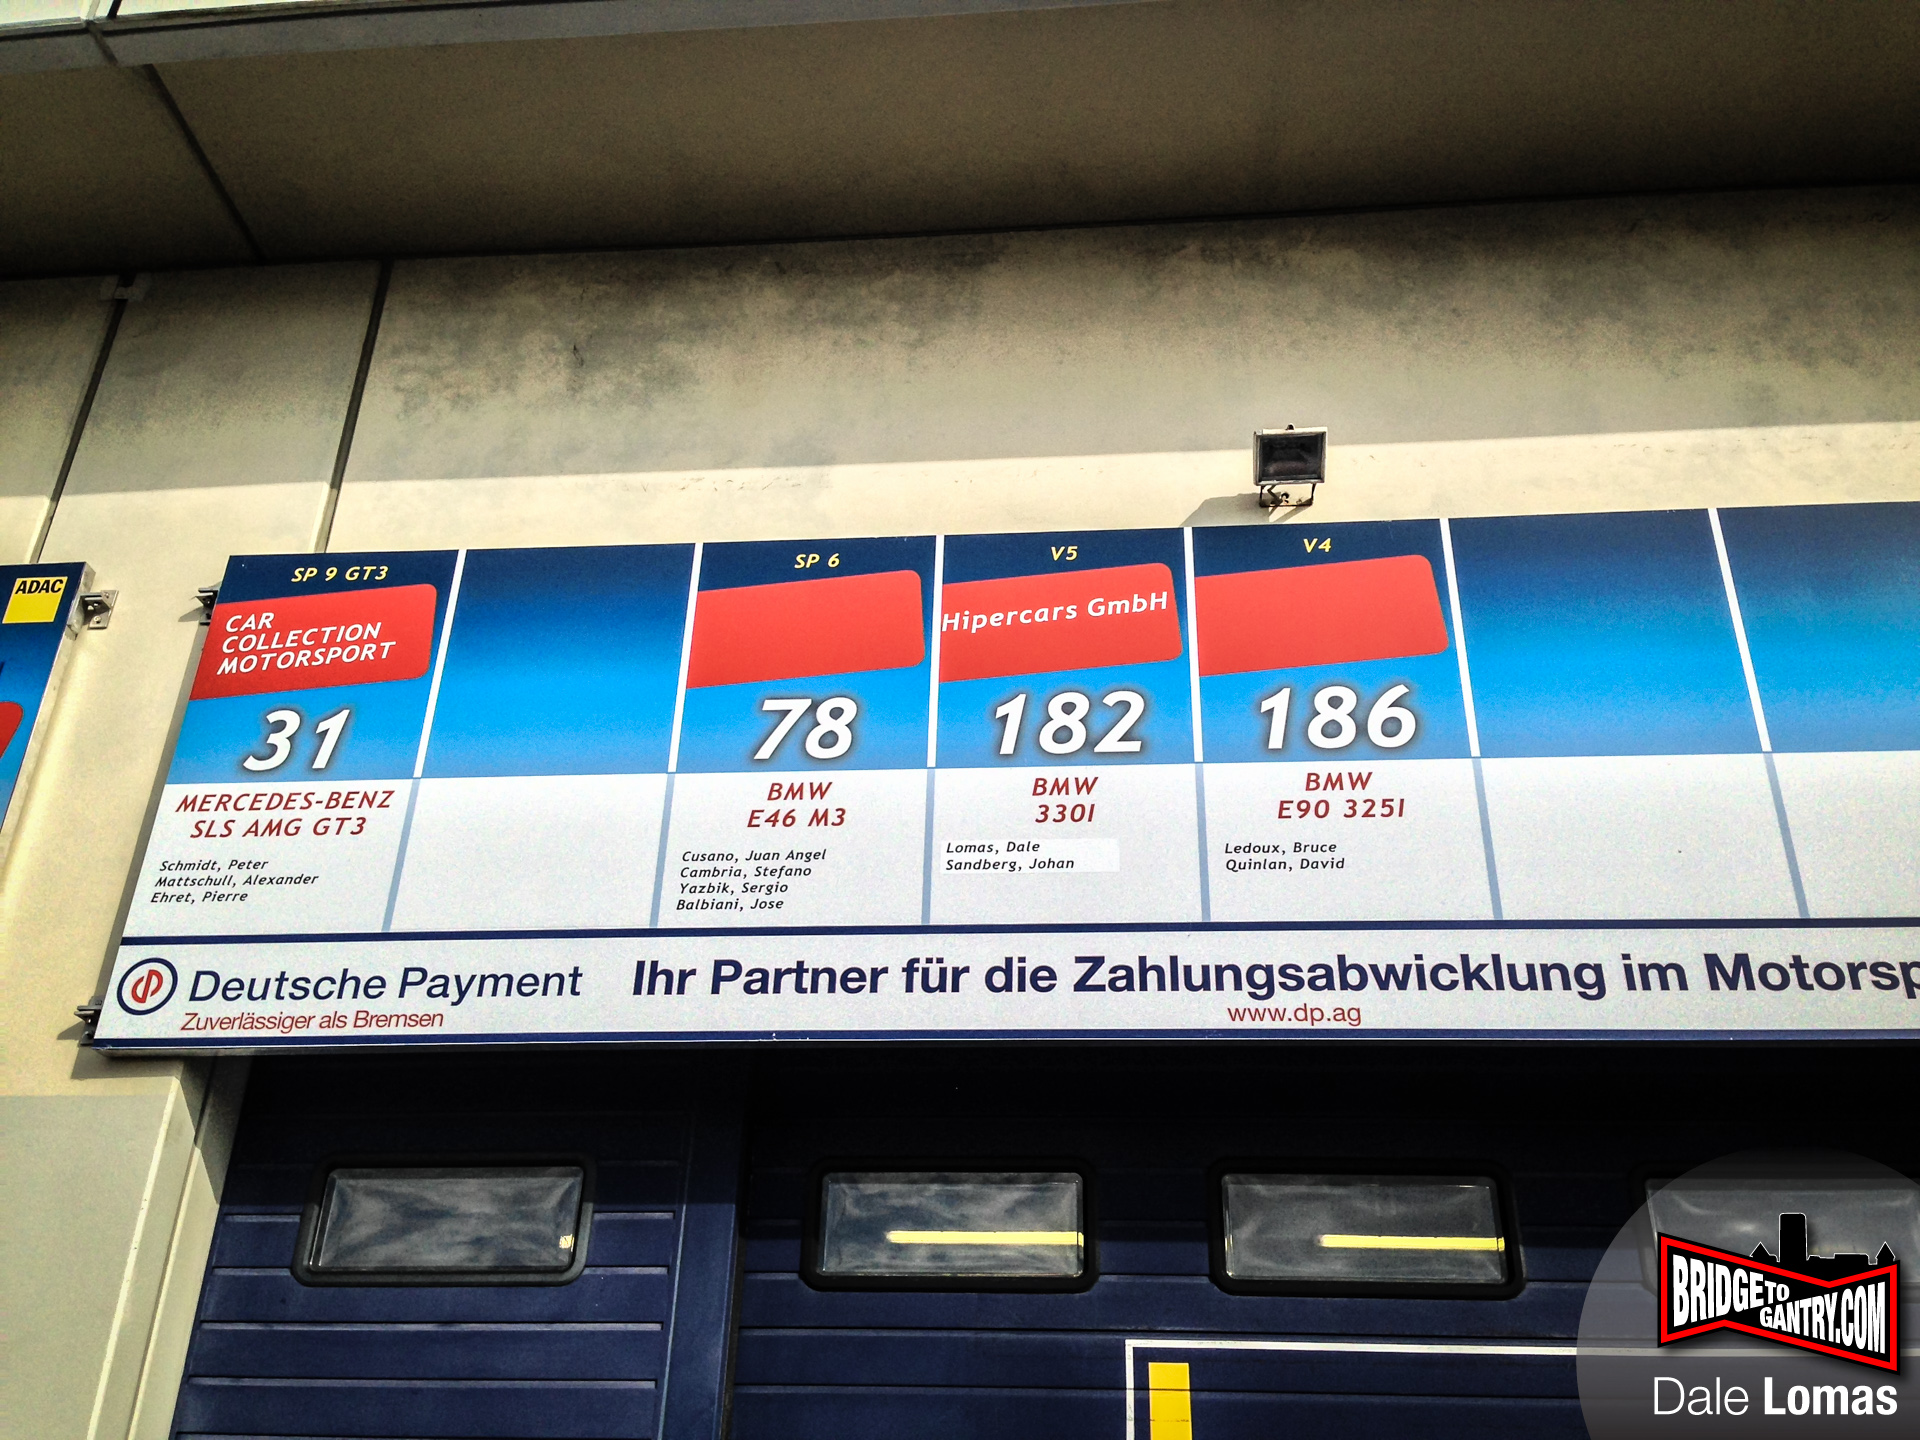 ADAC
SP 9 GT3
CAR
COLLECTION
MOTORSPORT
31
MERCEDES-BENZ
SLS AMG GT3
Schmidt, Peter
Mattschull, Alexander
Ehret, Pierre
SP 6
78
BMW
E46 M3
Cusano, Juan Angel
Cambria, Stefano
Yazbik, Sergio
Balbiani, Jose
V5
Hipercars GmbH
182
BMW
330I
Lomas, Dale
Sandberg, Johan
V4
186
BMW
E90 325I
Ledoux, Bruce
Quinlan, David
dp Deutsche Payment
Zuverlässiger als Bremsen
Ihr Partner für die Zahlungsabwicklung im Motorsp
www.dp.ag
BRIDGE TO
GANTRY.COM
Dale Lomas